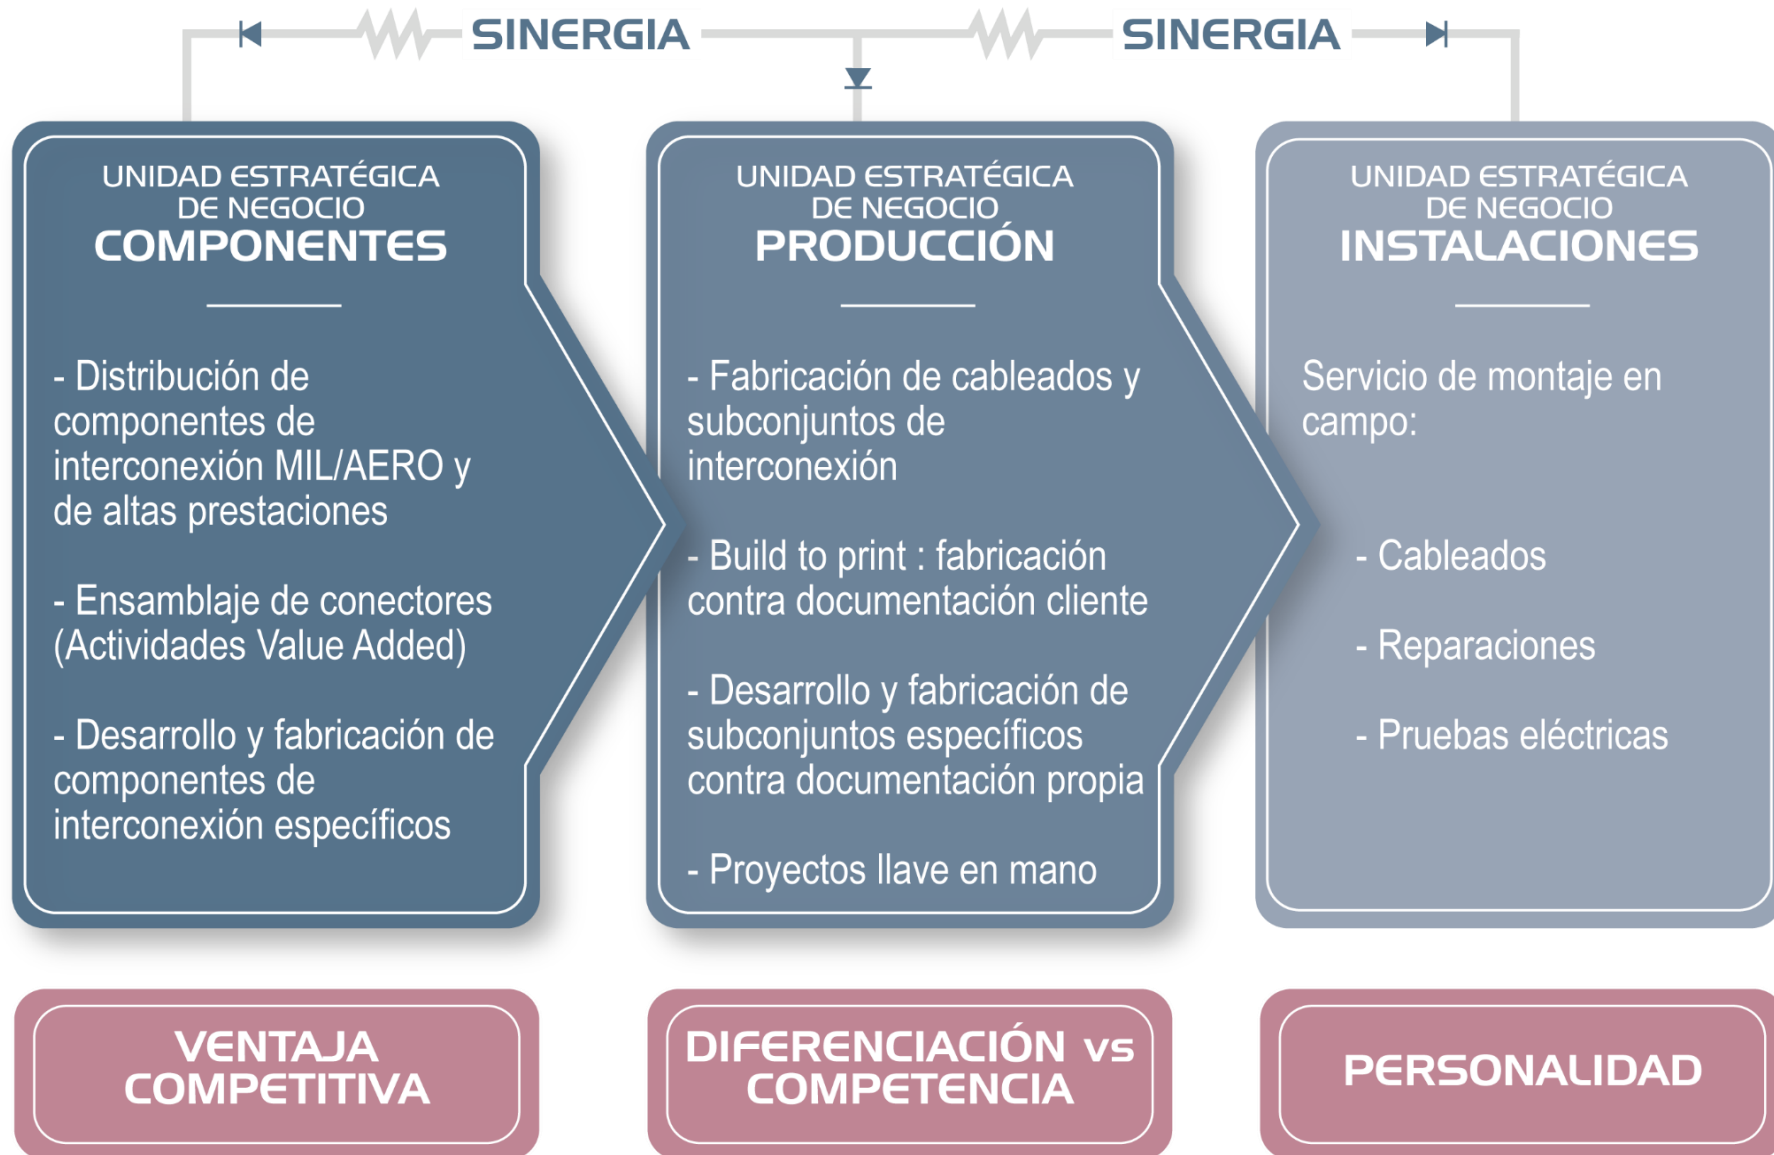 SINERGIA
SINERGIA
UNIDAD ESTRATÉGICA
DE NEGOCIO
COMPONENTES
- Distribución de
componentes de
interconexión MIL/AERO y
de altas prestaciones
- Ensamblaje de conectores
(Actividades Value Added)
- Desarrollo y fabricación de
componentes de
interconexión específicos
UNIDAD ESTRATÉGICA
DE NEGOCIO
PRODUCCIÓN
- Fabricación de cableados y
subconjuntos de
interconexión
- Build to print : fabricación
contra documentación cliente
- Desarrollo y fabricación de
subconjuntos específicos
contra documentación propia
- Proyectos llave en mano
UNIDAD ESTRATÉGICA
DE NEGOCIO
INSTALACIONES
Servicio de montaje en
campo:
- Cableados
- Reparaciones
- Pruebas eléctricas
VENTAJA
COMPETITIVA
DIFERENCIACIÓN vs
COMPETENCIA
PERSONALIDAD